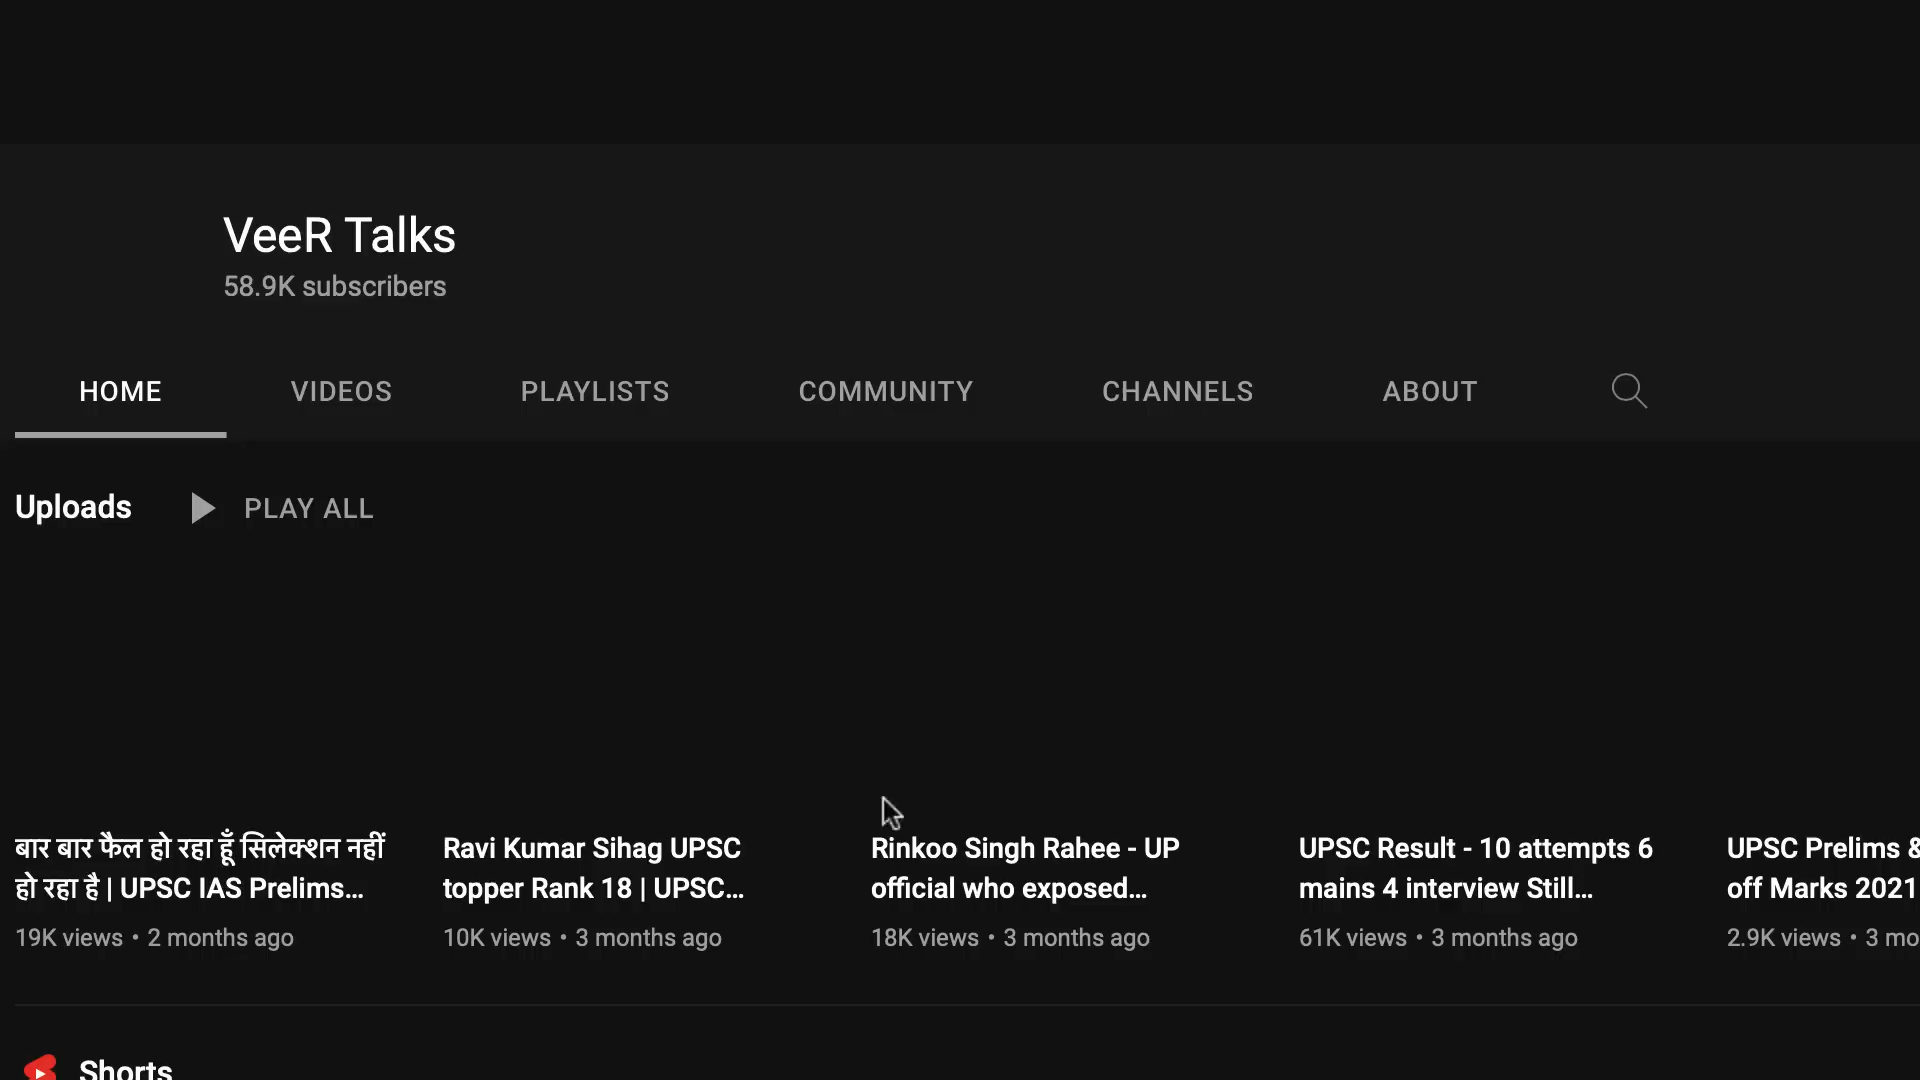 VeeR Talks
58.9K subscribers
HOME VIDEOS PLAYLISTS COMMUNITY CHANNELS ABOUT
Uploads PLAY ALL
बार बार फैल हो रहा हूँ सिलेक्शन नहीं
हो रहा है | UPSC IAS Prelims...
19K views • 2 months ago
Ravi Kumar Sihag UPSC
topper Rank 18 | UPSC...
10K views • 3 months ago
Rinkoo Singh Rahee - UP
official who exposed...
18K views • 3 months ago
UPSC Result - 10 attempts 6
mains 4 interview Still...
61K views • 3 months ago
UPSC Prelims &
off Marks 2021
2.9K views • 3 mo
Shorts